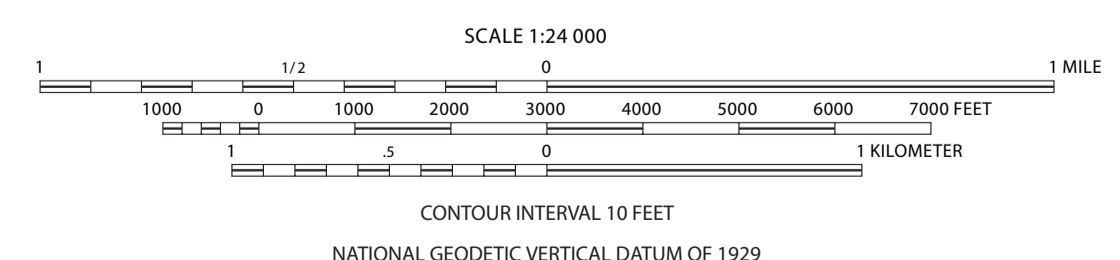 SCALE 1:24 000
1 1/2 0 1 MILE
1000 0 1000 2000 3000 4000 5000 6000 7000 FEET
1 .5 0 1 KILOMETER
CONTOUR INTERVAL 10 FEET
NATIONAL GEODETIC VERTICAL DATUM OF 1929